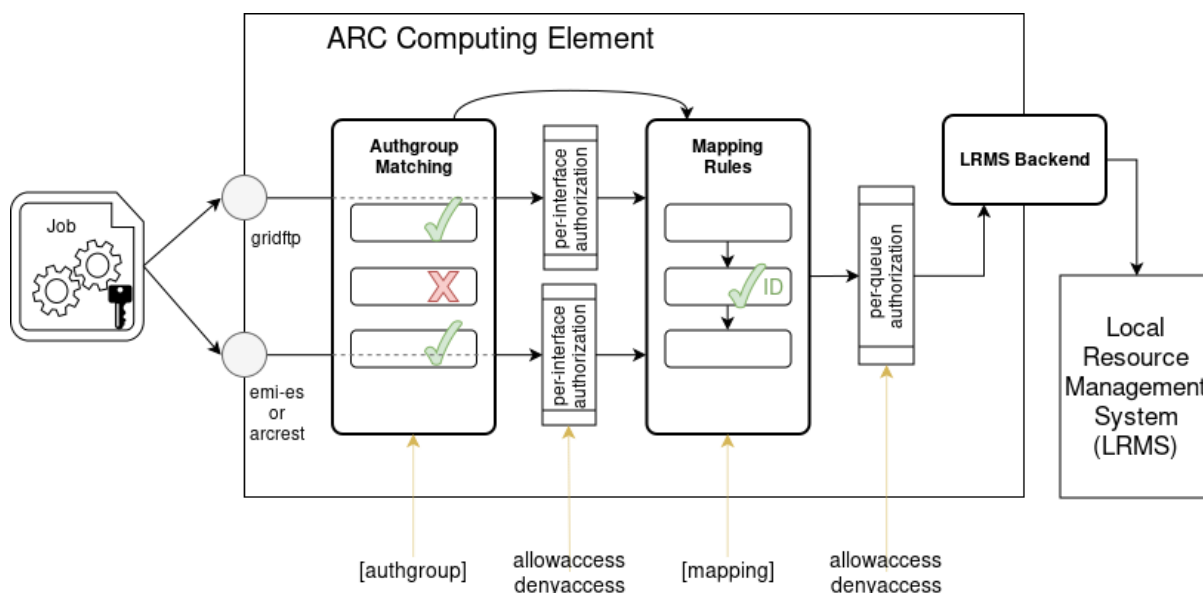 ARC Computing Element
Authgroup
Matching
Mapping
Rules
LRMS Backend
Job
gridftp
per-interface
authorization
per-queue
authorization
ID
emi-es
or
arcrest
per-interface
authorization
Local
Resource
Management
System
(LRMS)
[authgroup]
allowaccess
denyaccess
[mapping]
allowaccess
denyaccess